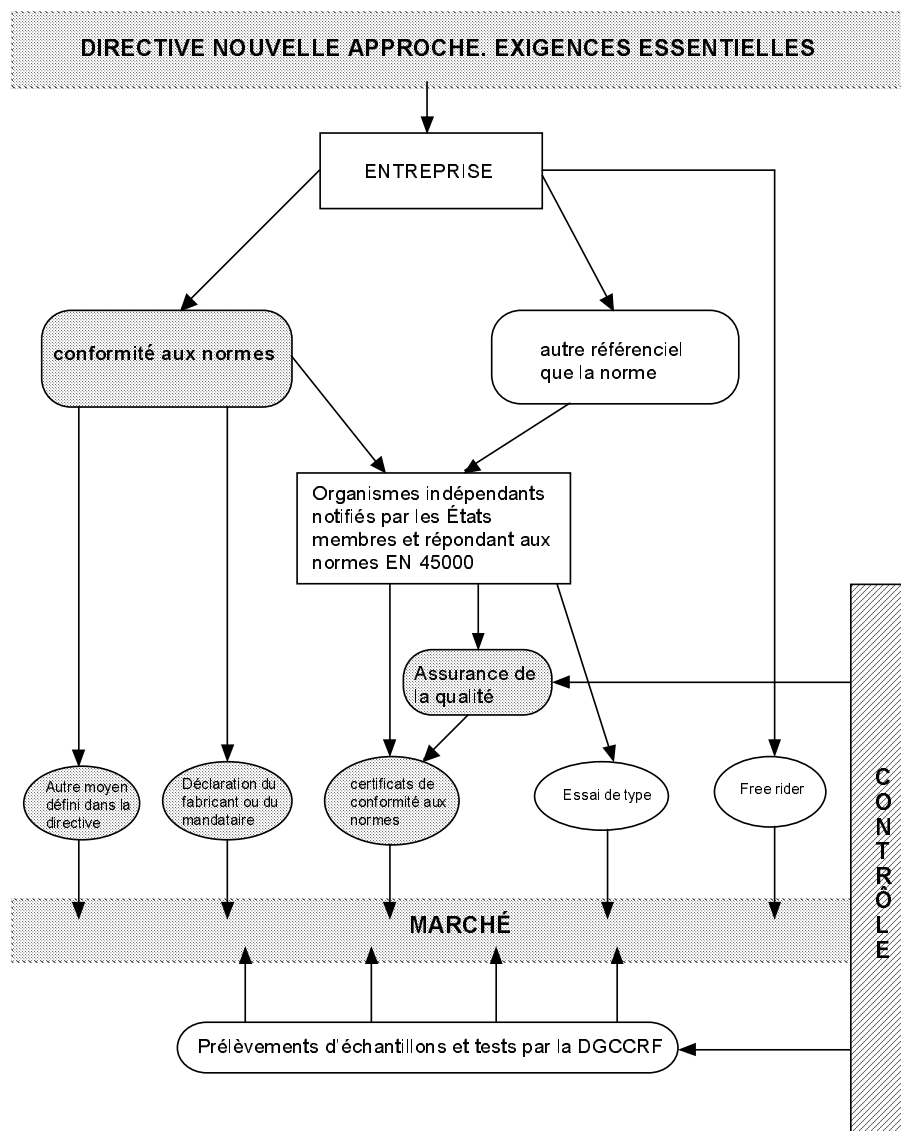 DIRECTIVE NOUVELLE APPROCHE. EXIGENCES ESSENTIELLES
ENTREPRISE
conformité aux normes
autre référenciel
que la norme
Organismes indépendants
notifiés par les États
membres et répondant aux
normes EN 45000
Assurance de
la qualité
Autre moyen
défini dans la
directive
Déclaration du
fabricant ou du
mandataire
certificats de
conformité aux
normes
Essai de type
Free rider
CONTRÔLE
MARCHÉ
Prélèvements d'échantillons et tests par la DGCCRF